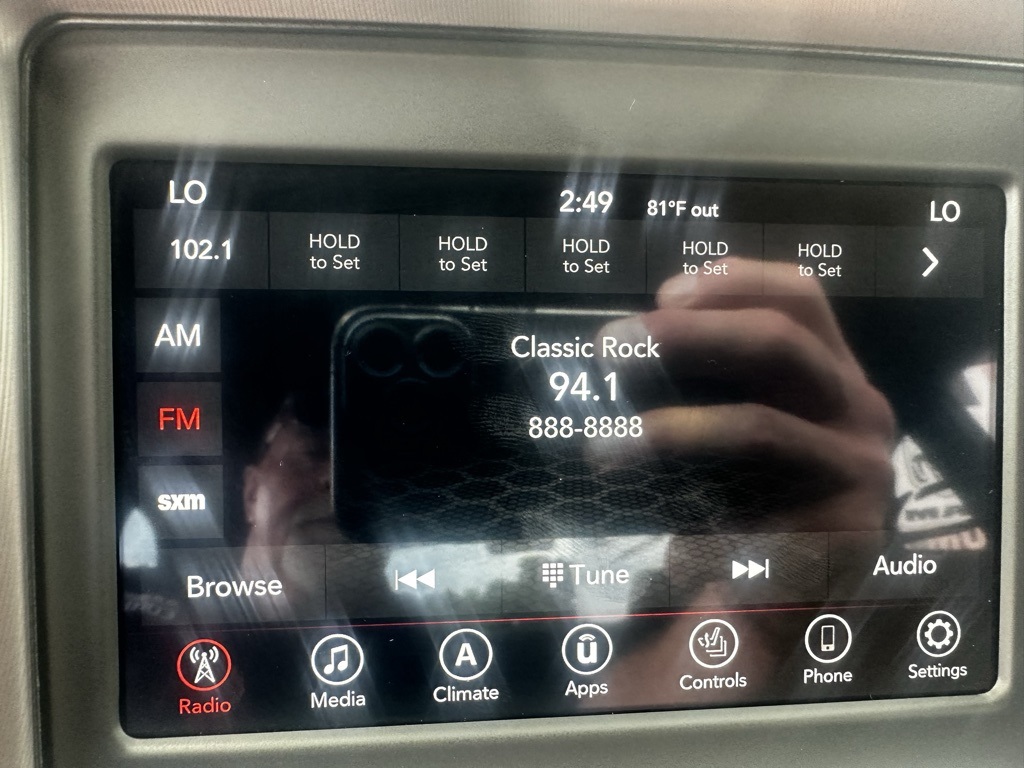 LO 2:49 81°F out LO
102.1 HOLD to Set HOLD to Set HOLD to Set HOLD to Set HOLD to Set
AM
Classic Rock
94.1
FM
888-8888
sxm
Browse Tune Audio
Radio Media A Climate Apps Controls Phone Settings